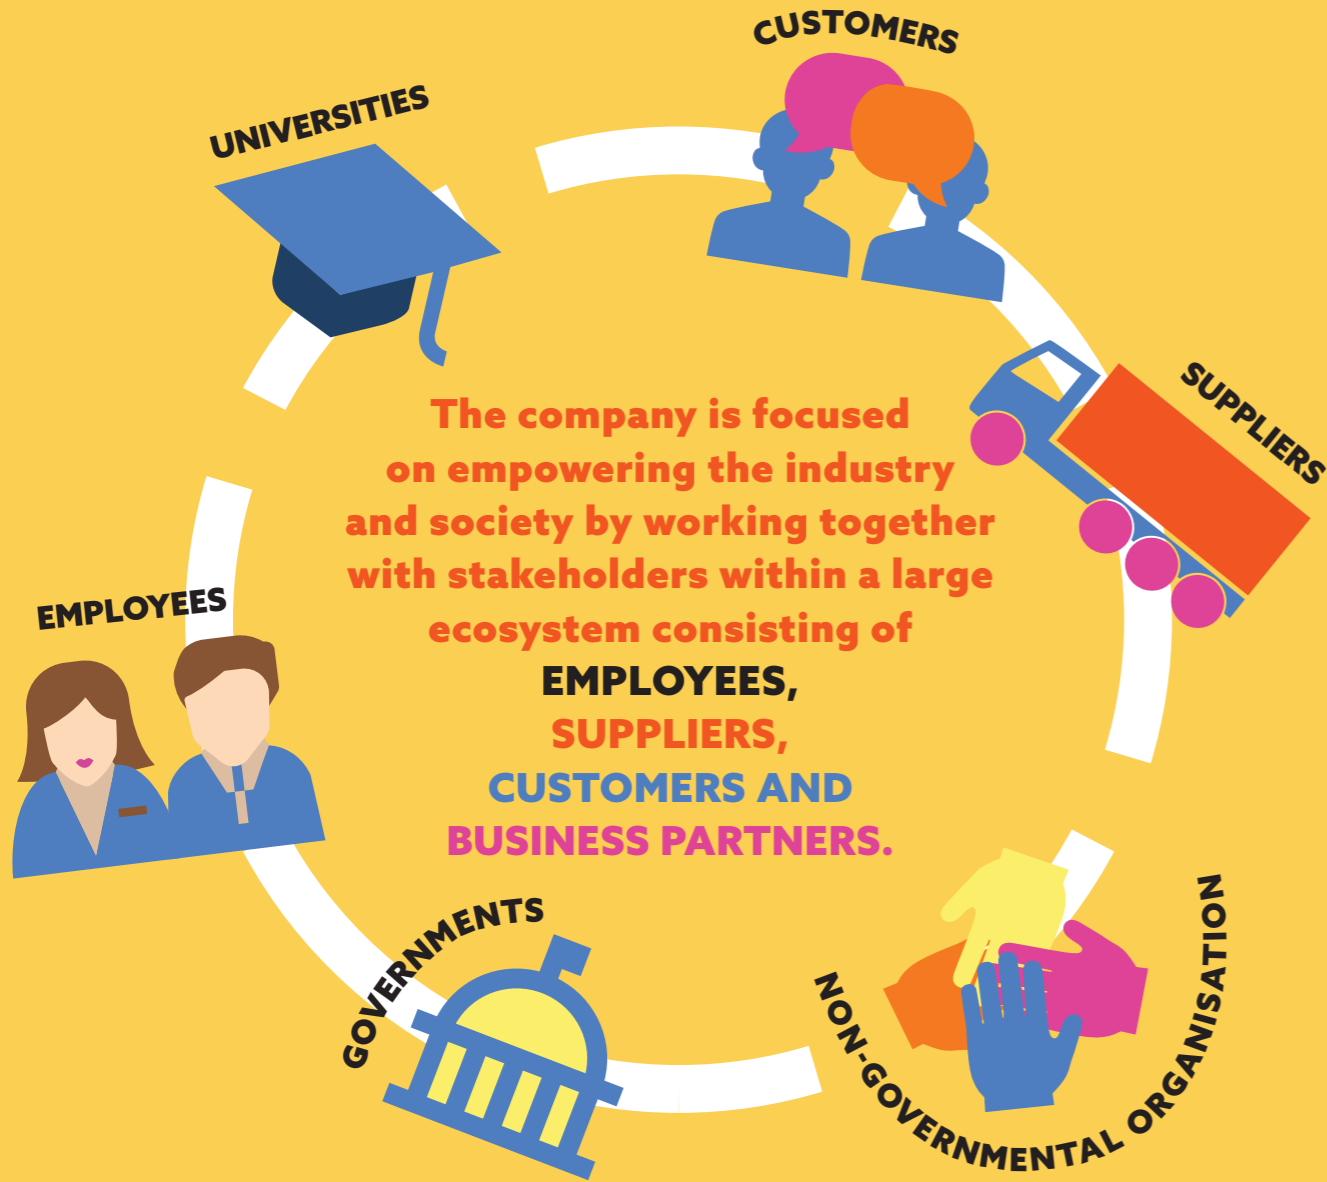 CUSTOMERS
UNIVERSITIES
SUPPLIERS
The company is focused
on empowering the industry
and society by working together
with stakeholders within a large
ecosystem consisting of
EMPLOYEES,
SUPPLIERS,
CUSTOMERS AND
BUSINESS PARTNERS.
EMPLOYEES
GOVERNMENTS
NON-GOVERNMENTAL ORGANISATION